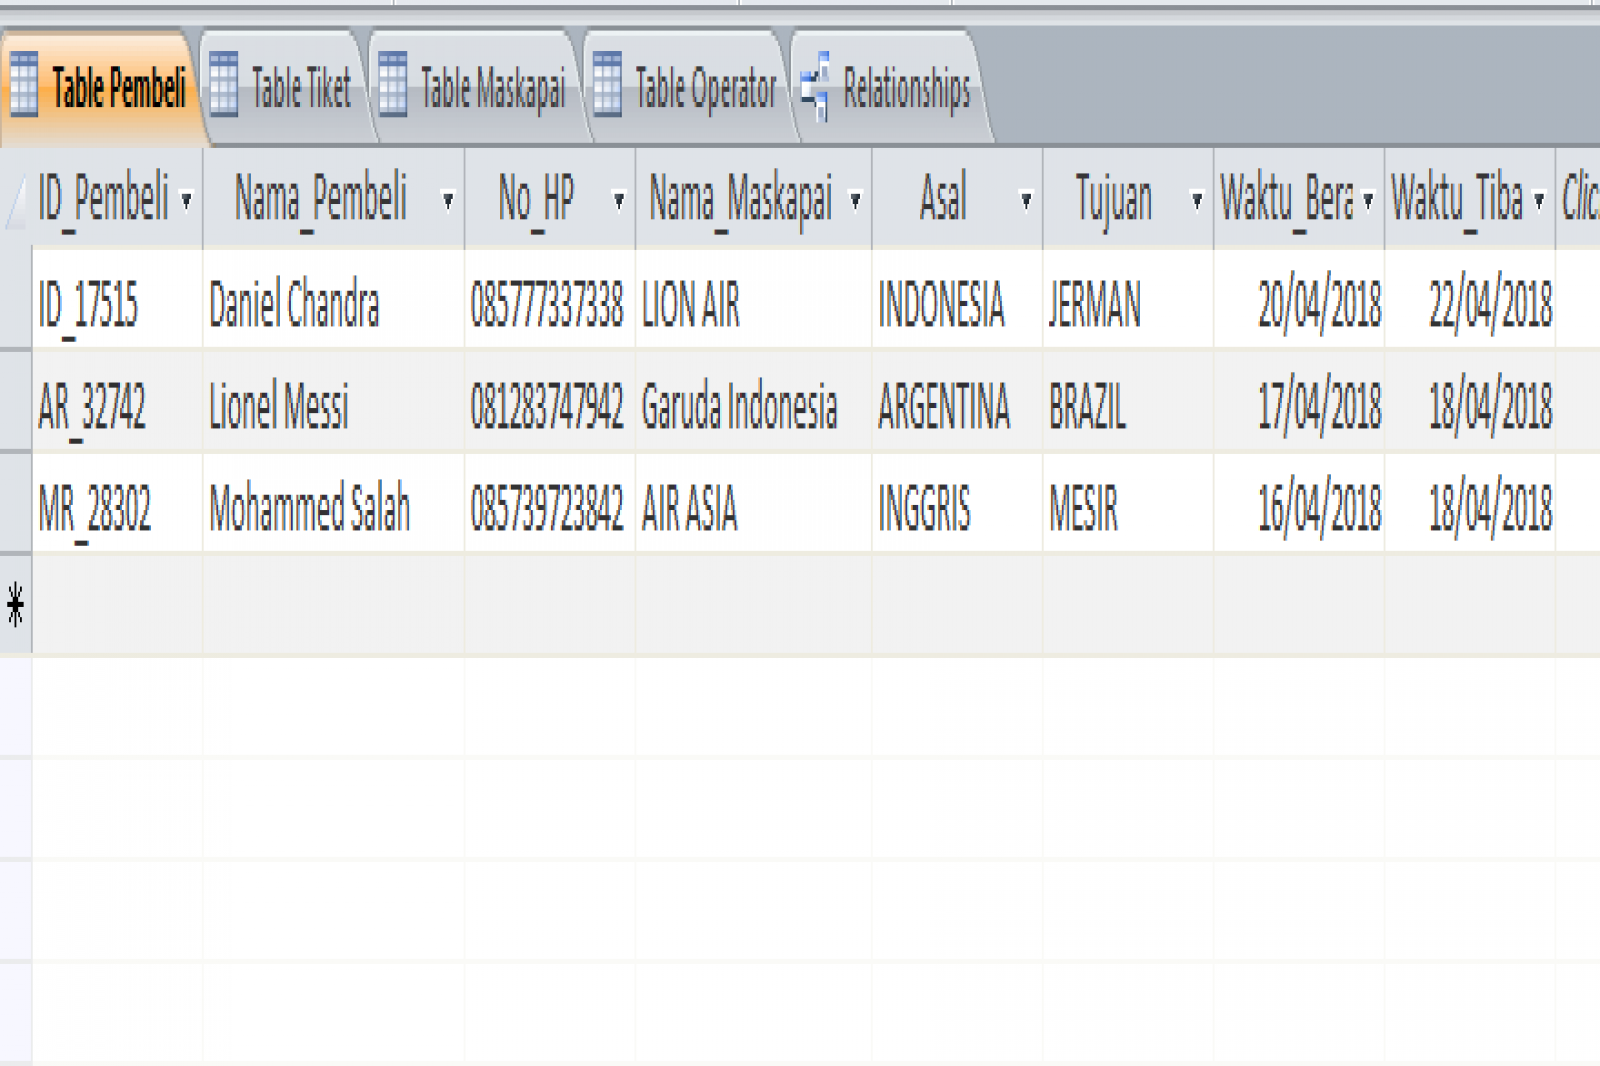 Table Pembeli Table Tiket Table Maskapai Table Operator Relationships
ID_Pembeli Nama_Pembeli No_HP Nama_Maskapai Asal Tujuan Waktu_Bera Waktu_Tiba Clic
ID_17515 Daniel Chandra 085777337338 LION AIR INDONESIA JERMAN 20/04/2018 22/04/2018
AR_32742 Lionel Messi 081283747942 Garuda Indonesia ARGENTINA BRAZIL 17/04/2018 18/04/2018
MR_28302 Mohammed Salah 085739723842 AIR ASIA INGGRIS MESIR 16/04/2018 18/04/2018